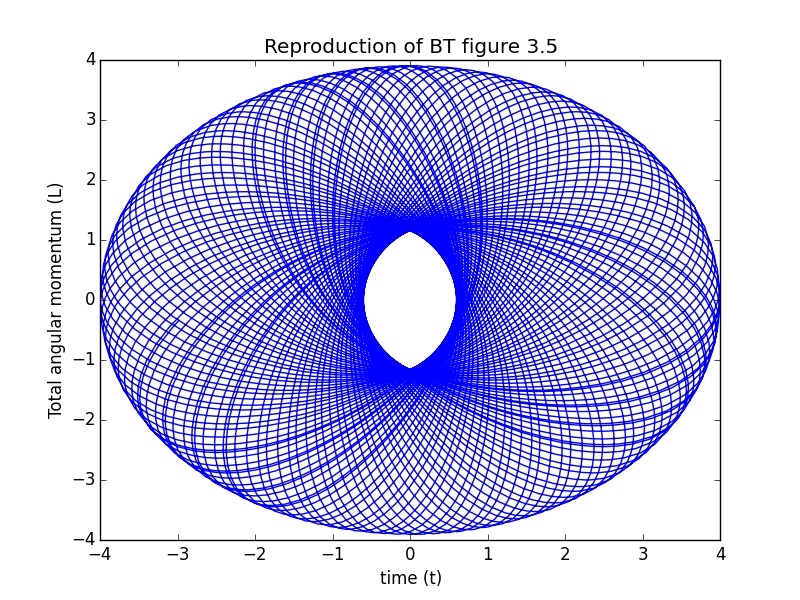 Reproduction of BT figure 3.5
4
3
2
1
0
−1
−2
−3
−4
Total angular momentum (L)
−4 −3 −2 −1 0 1 2 3 4
time (t)